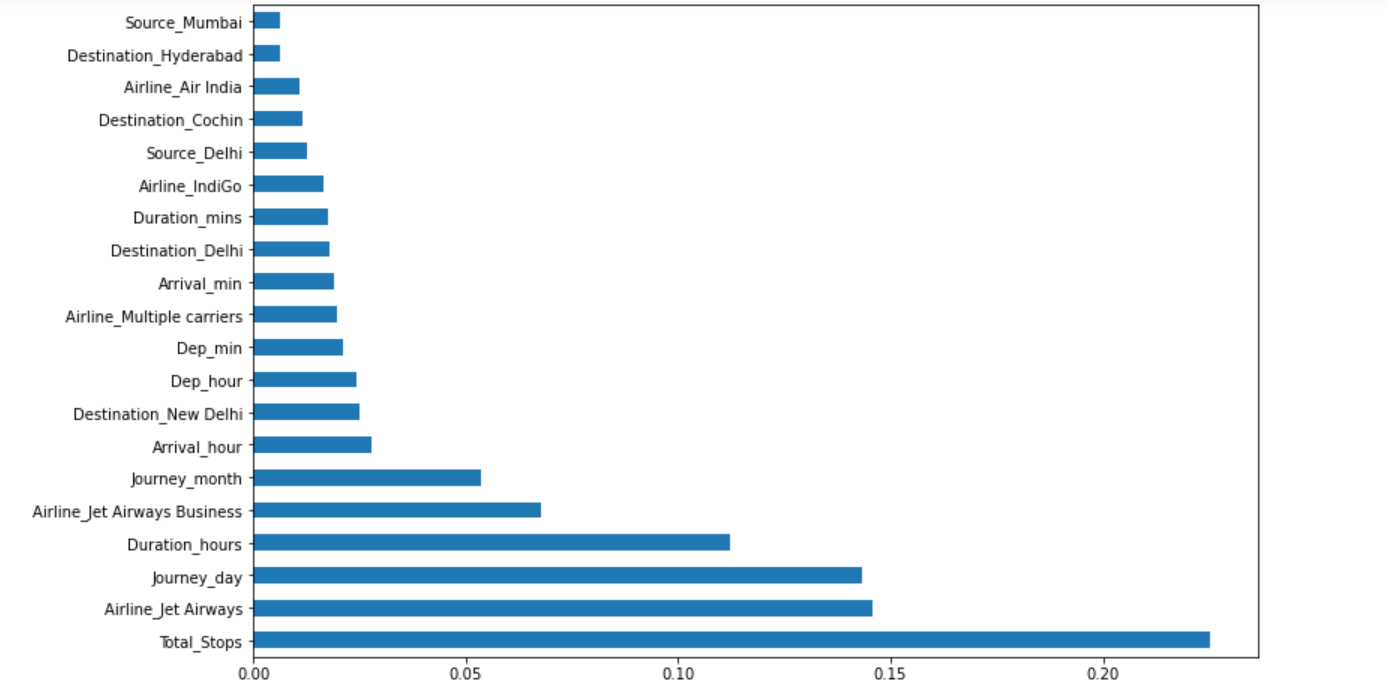 Source_Mumbai
Destination_Hyderabad
Airline_Air India
Destination_Cochin
Source_Delhi
Airline_IndiGo
Duration_mins
Destination_Delhi
Arrival_min
Airline_Multiple carriers
Dep_min
Dep_hour
Destination_New Delhi
Arrival_hour
Journey_month
Airline_Jet Airways Business
Duration_hours
Journey_day
Airline_Jet Airways
Total_Stops
0.00 0.05 0.10 0.15 0.20